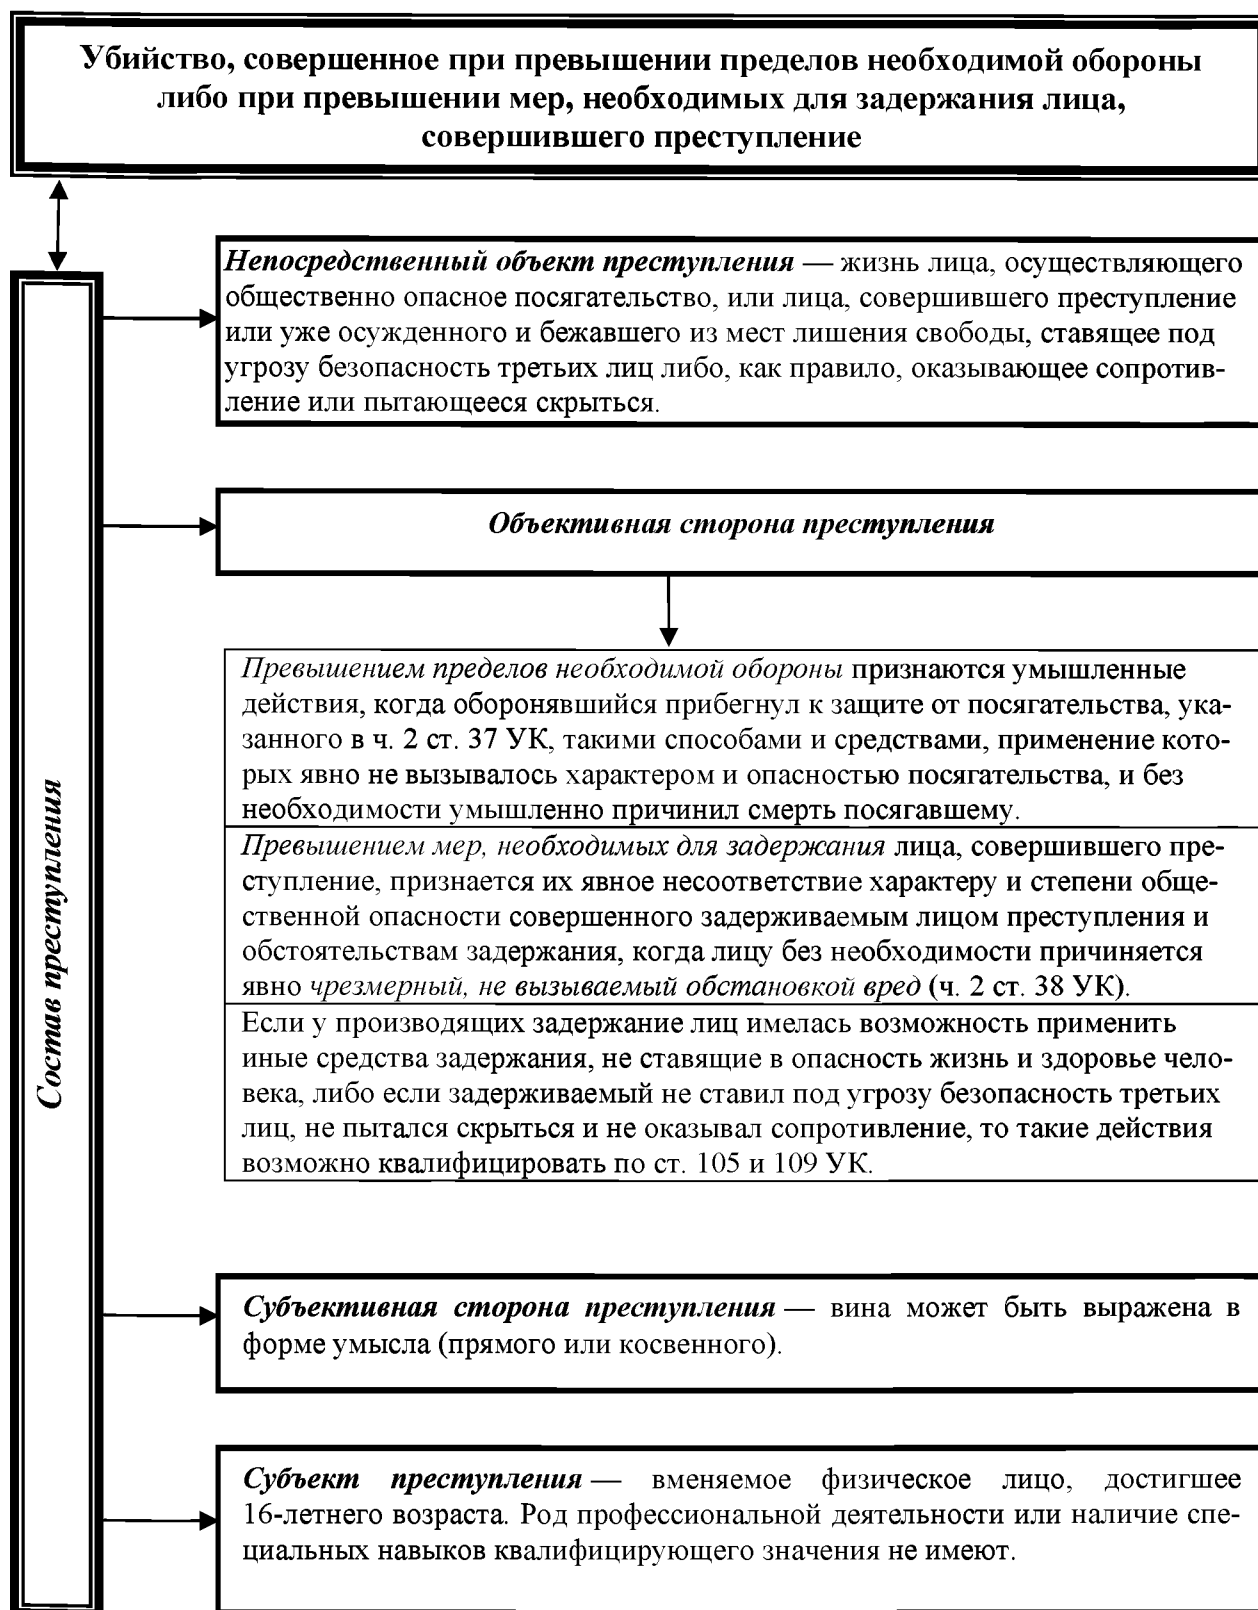 Убийство, совершенное при превышении пределов необходимой обороны
либо при превышении мер, необходимых для задержания лица,
совершившего преступление
Состав преступления
Непосредственный объект преступления — жизнь лица, осуществляющего
общественно опасное посягательство, или лица, совершившего преступление
или уже осужденного и бежавшего из мест лишения свободы, ставящее под
угрозу безопасность третьих лиц либо, как правило, оказывающее сопротив-
ление или пытающееся скрыться.
Объективная сторона преступления
Превышением пределов необходимой обороны признаются умышленные
действия, когда оборонявшийся прибегнул к защите от посягательства, ука-
занного в ч. 2 ст. 37 УК, такими способами и средствами, применение кото-
рых явно не вызывалось характером и опасностью посягательства, и без
необходимости умышленно причинил смерть посягавшему.
Превышением мер, необходимых для задержания лица, совершившего пре-
ступление, признается их явное несоответствие характеру и степени обще-
ственной опасности совершенного задерживаемым лицом преступления и
обстоятельствам задержания, когда лицу без необходимости причиняется
явно чрезмерный, не вызываемый обстановкой вред (ч. 2 ст. 38 УК).
Если у производящих задержание лиц имелась возможность применить
иные средства задержания, не ставящие в опасность жизнь и здоровье чело-
века, либо если задерживаемый не ставил под угрозу безопасность третьих
лиц, не пытался скрыться и не оказывал сопротивление, то такие действия
возможно квалифицировать по ст. 105 и 109 УК.
Субъективная сторона преступления — вина может быть выражена в
форме умысла (прямого или косвенного).
Субъект преступления — вменяемое физическое лицо, достигшее
16-летнего возраста. Род профессиональной деятельности или наличие спе-
циальных навыков квалифицирующего значения не имеют.